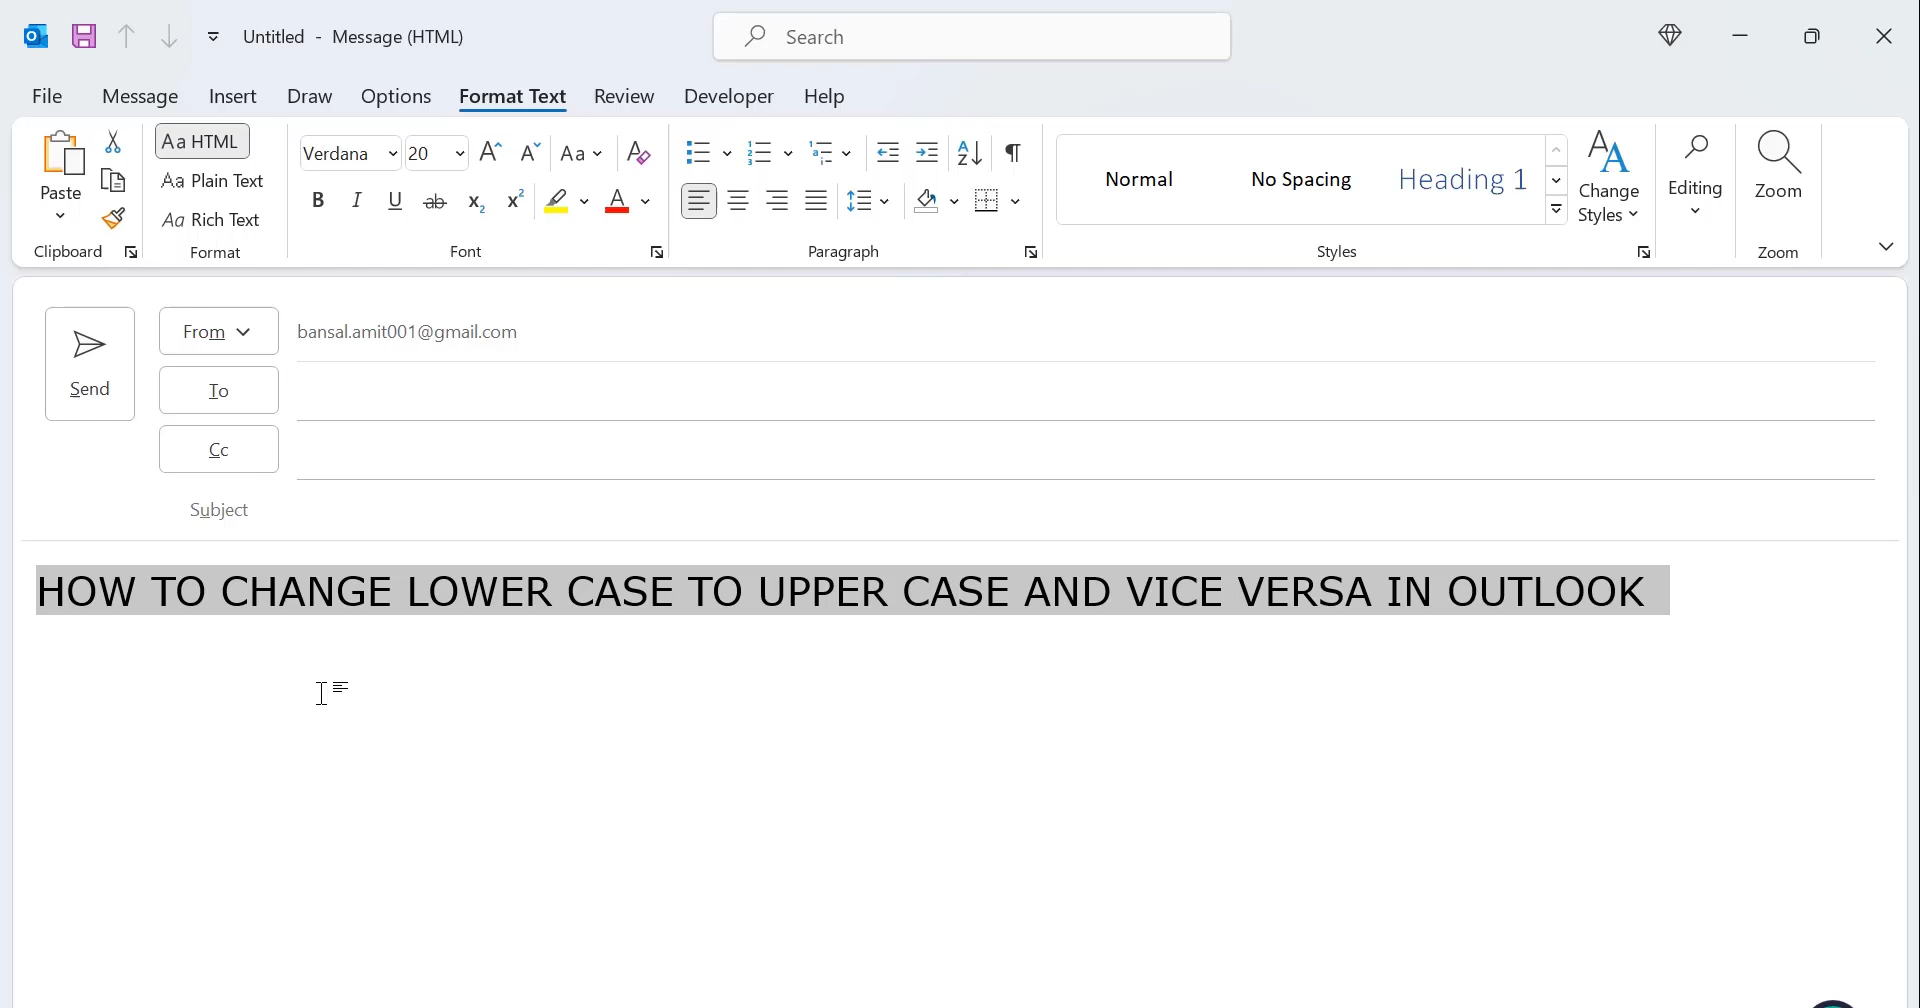 Untitled - Message (HTML)
Search
File Message Insert Draw Options Format Text Review Developer Help
Paste
Aa HTML
Aa Plain Text
Aa Rich Text
Verdana 20 A A Aa A
B I U ab x₂ x² A
A Z
¶
Normal No Spacing Heading 1
Change Styles
Editing
Zoom
Clipboard Format Font Paragraph Styles Zoom
Send
From bansal.amit001@gmail.com
To
Cc
Subject
HOW TO CHANGE LOWER CASE TO UPPER CASE AND VICE VERSA IN OUTLOOK